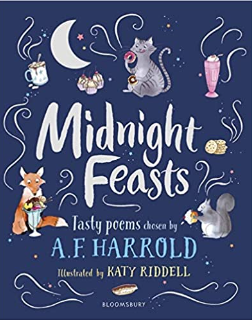 Midnight
Feasts
Tasty poems chosen by
A.F. HARROLD
Illustrated by KATY RIDDELL
BLOOMSBURY